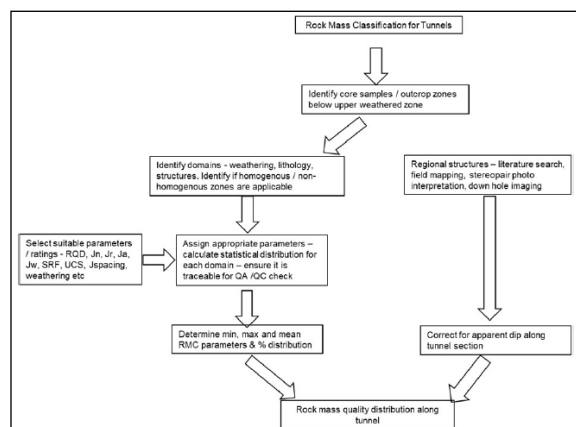 Rock Mass Classification for Tunnels
Identify core samples / outcrop zones
below upper weathered zone
Identify domains - weathering, lithology,
structures. Identify if homogenous / non-
homogenous zones are applicable
Regional structures – literature search,
field mapping, stereopair photo
interpretation, down hole imaging
Select suitable parameters
/ ratings - RQD, Jn, Jr, Ja,
Jw, SRF, UCS, Jspacing,
weathering etc
Assign appropriate parameters –
calculate statistical distribution for
each domain – ensure it is
traceable for QA /QC check
Determine min, max and mean
RMC parameters & % distribution
Correct for apparent dip along
tunnel section
Rock mass quality distribution along
tunnel